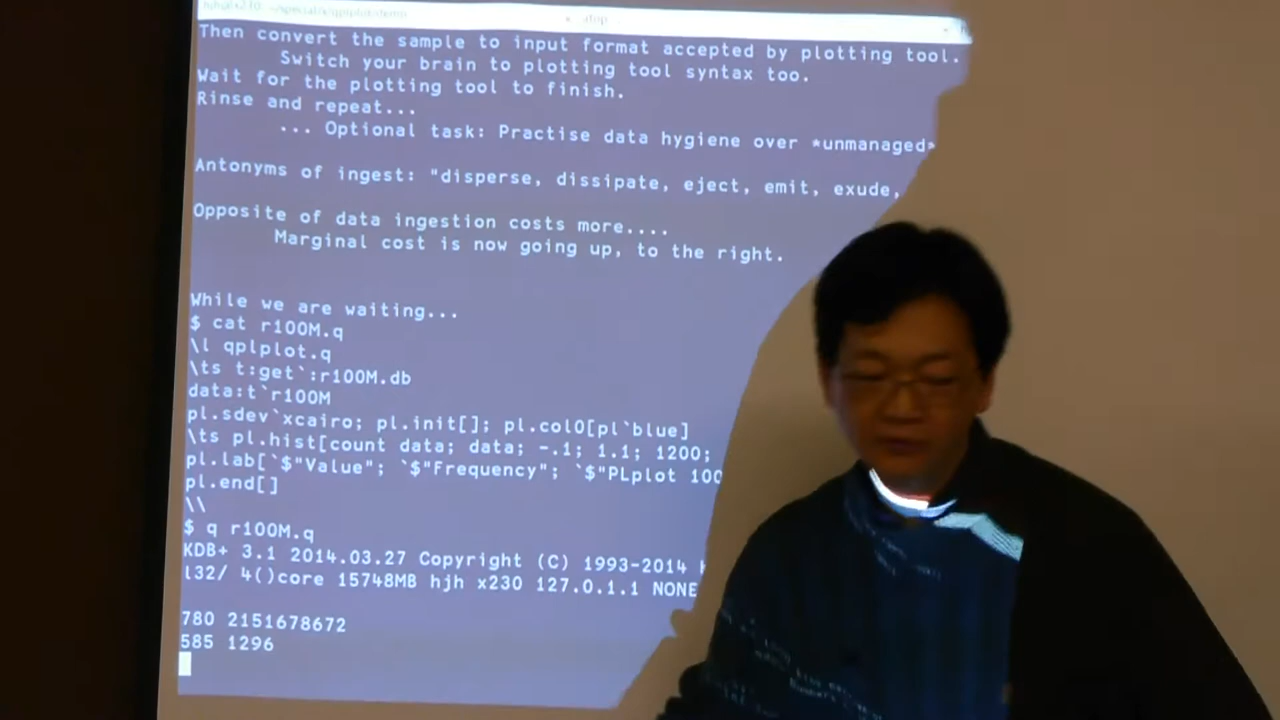 Then convert the sample to input format accepted by plotting tool.
Switch your brain to plotting tool syntax too.
Wait for the plotting tool to finish.
Rinse and repeat...
... Optional task: Practise data hygiene over *unmanaged*
Antonyms of ingest: "disperse, dissipate, eject, emit, exude,
Opposite of data ingestion costs more....
Marginal cost is now going up, to the right.
While we are waiting...
$ cat r100M.q
\l qplplot.q
\ts t:get`:r100M.db
data:t`r100M
pl.sdev`xcairo; pl.init[]; pl.col0[pl`blue]
\ts pl.hist[count data; data; -.1; 1.1; 1200;
pl.lab[`$"Value"; `$"Frequency"; `$"PLplot 100
pl.end[]
\\
$ q r100M.q
KDB+ 3.1 2014.03.27 Copyright (C) 1993-2014
l32/ 4()core 15748MB hjh x230 127.0.1.1 NONE
780 2151678672
585 1296